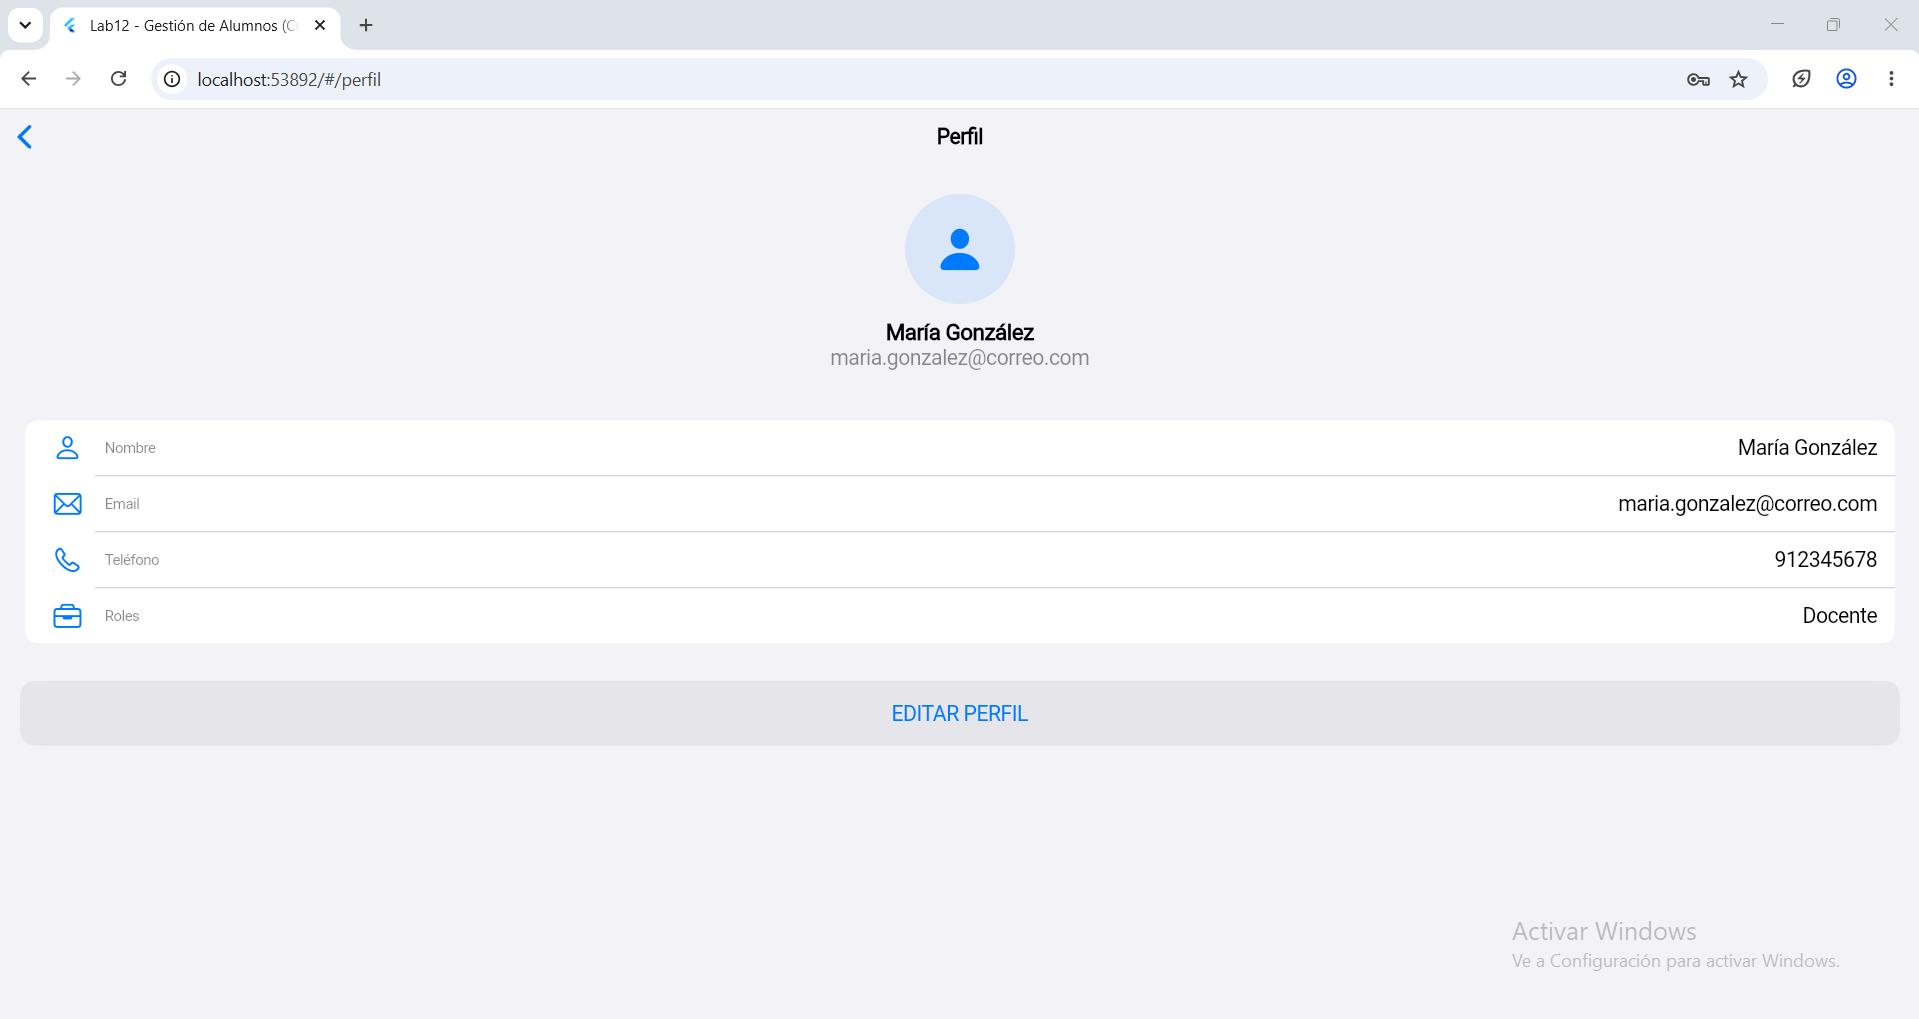 Lab12 - Gestión de Alumnos (C
localhost:53892/#/perfil
Perfil
María González
maria.gonzalez@correo.com
Nombre
María González
Email
maria.gonzalez@correo.com
Teléfono
912345678
Roles
Docente
EDITAR PERFIL
Activar Windows
Ve a Configuración para activar Windows.